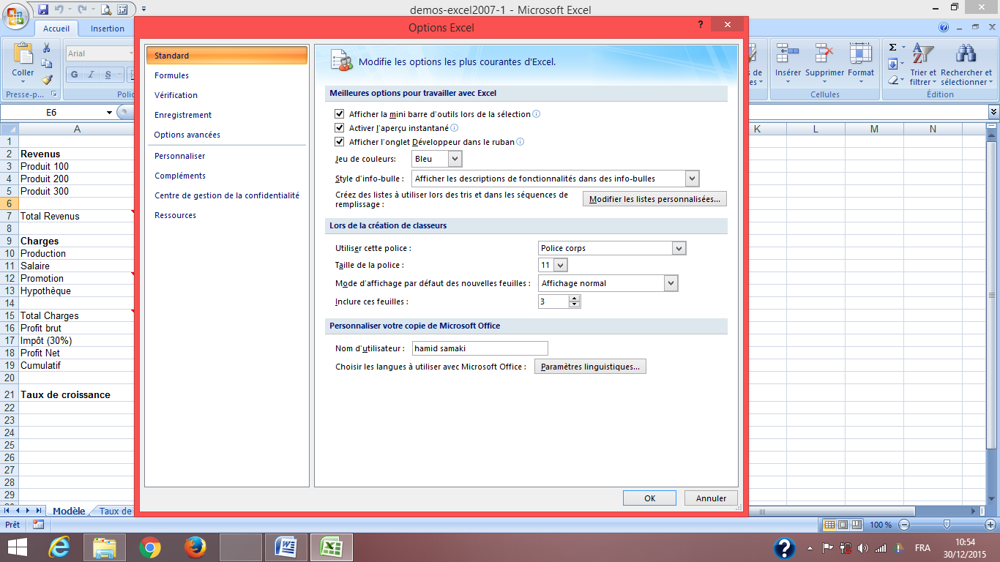 demos-excel2007-1 - Microsoft Excel
Accueil
Insertion
Coller
Arial
G I S
Presse-p...
Polic
Insérer
Supprimer
Format
Cellules
Σ
Trier et filtrer
Rechercher et sélectionner
Édition
E6
Options Excel
?
Standard
Formules
Vérification
Enregistrement
Options avancées
Personnaliser
Compléments
Centre de gestion de la confidentialité
Ressources
Modifie les options les plus courantes d'Excel.
Meilleures options pour travailler avec Excel
Afficher la mini barre d'outils lors de la sélection
Activer l'aperçu instantané
Afficher l'onglet Développeur dans le ruban
Jeu de couleurs: Bleu
Style d'info-bulle : Afficher les descriptions de fonctionnalités dans des info-bulles
Créez des listes à utiliser lors des tris et dans les séquences de
remplissage :
Modifier les listes personnalisées...
Lors de la création de classeurs
Utiliser cette police : Police corps
Taille de la police : 11
Mode d'affichage par défaut des nouvelles feuilles : Affichage normal
Inclure ces feuilles : 3
Personnaliser votre copie de Microsoft Office
Nom d'utilisateur : hamid samaki
Choisir les langues à utiliser avec Microsoft Office : Paramètres linguistiques...
OK
Annuler
A K L M N
1
2 Revenus
3 Produit 100
4 Produit 200
5 Produit 300
6
7 Total Revenus
8
9 Charges
10 Production
11 Salaire
12 Promotion
13 Hypothèque
14
15 Total Charges
16 Profit brut
17 Impôt (30%)
18 Profit Net
19 Cumulatif
20
21 Taux de croissance
22
23
24
25
26
27
28
29
Modèle
Taux de
Prêt
100 %
FRA
10:54
30/12/2015